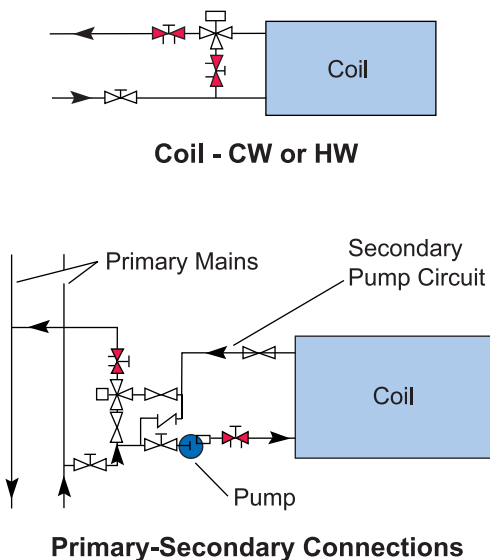 Coil
Coil - CW or HW
Primary Mains
Secondary
Pump Circuit
Coil
Pump
Primary-Secondary Connections